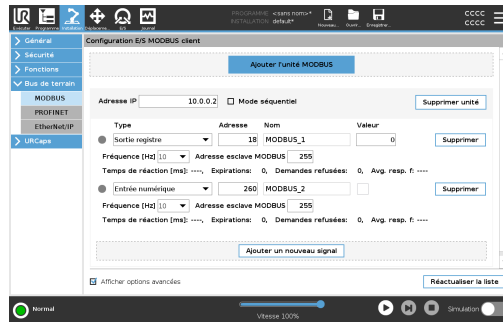 PROGRAMME <sans nom>*
INSTALLATION default*
Exécuter Programme Installation Déplaceme... E/S Journal Nouveau... Ouvrir... Enregistrer...
cccc
cccc
Général
Sécurité
Fonctions
Bus de terrain
MODBUS
PROFINET
EtherNet/IP
URCaps
Configuration E/S MODBUS client
Ajouter l'unité MODBUS
Adresse IP 10.0.0.2 Mode séquentiel Supprimer unité
Type Adresse Nom Valeur
Sortie registre 18 MODBUS_1 0 Supprimer
Fréquence [Hz] 10 Adresse esclave MODBUS 255
Temps de réaction [ms]: ----, Expirations: 0, Demandes refusées: 0, Avg. resp. f: ----
Entrée numérique 260 MODBUS_2 Supprimer
Fréquence [Hz] 10 Adresse esclave MODBUS 255
Temps de réaction [ms]: ----, Expirations: 0, Demandes refusées: 0, Avg. resp. f: ----
Ajouter un nouveau signal
Afficher options avancées Réactualiser la liste
Normal
Vitesse 100%
Simulation